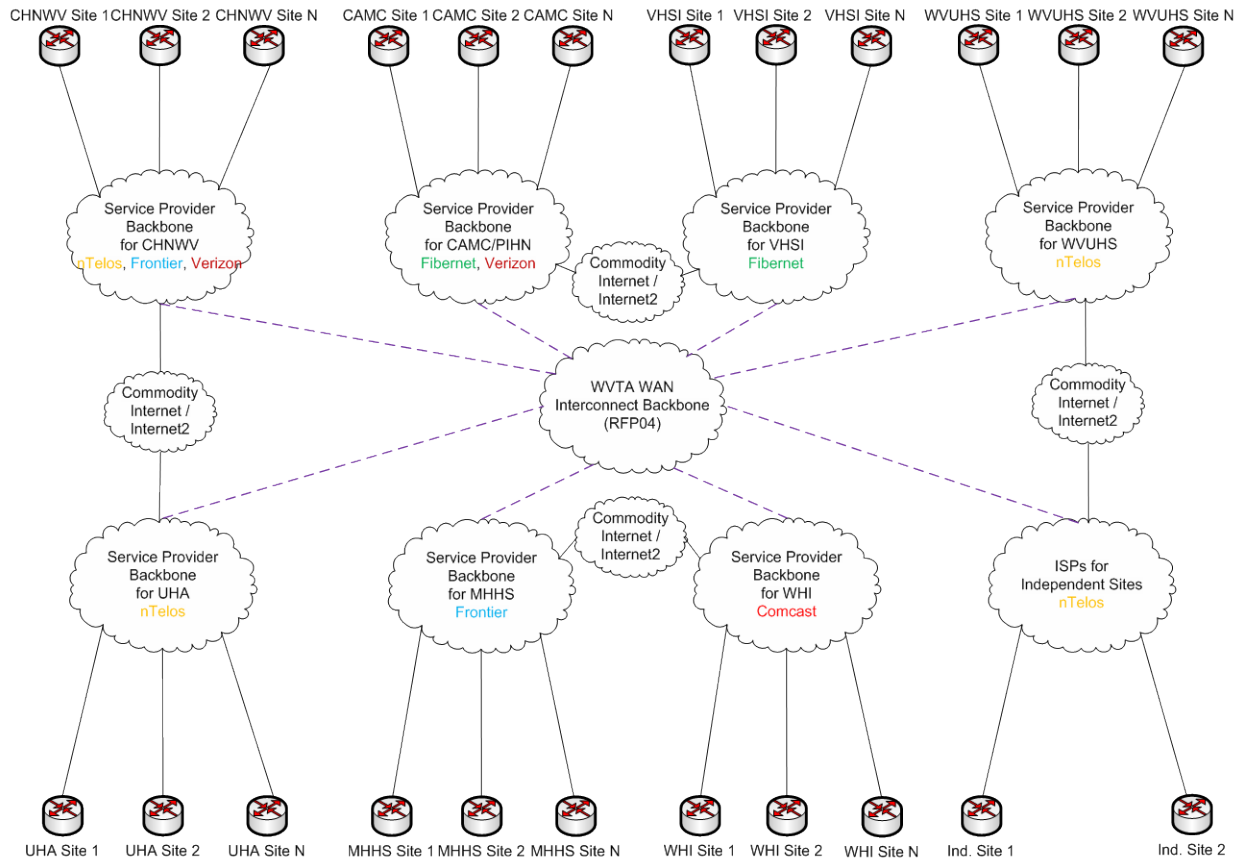 CHNWV Site 1 CHNWV Site 2 CHNWV Site N
CAMC Site 1 CAMC Site 2 CAMC Site N
VHSI Site 1 VHSI Site 2 VHSI Site N
WVUHS Site 1 WVUHS Site 2 WVUHS Site N
Service Provider
Backbone
for CHNWV
nTelos, Frontier, Verizon
Service Provider
Backbone
for CAMC/PIHN
Fibernet, Verizon
Commodity
Internet /
Internet2
Service Provider
Backbone
for VHSI
Fibernet
Service Provider
Backbone
for WVUHS
nTelos
Commodity
Internet /
Internet2
WVTA WAN
Interconnect Backbone
(RFP04)
Commodity
Internet /
Internet2
Service Provider
Backbone
for UHA
nTelos
Service Provider
Backbone
for MHHS
Frontier
Commodity
Internet /
Internet2
Service Provider
Backbone
for WHI
Comcast
ISPs for
Independent Sites
nTelos
UHA Site 1 UHA Site 2 UHA Site N
MHHS Site 1 MHHS Site 2 MHHS Site N
WHI Site 1 WHI Site 2 WHI Site N
Ind. Site 1 Ind. Site 2